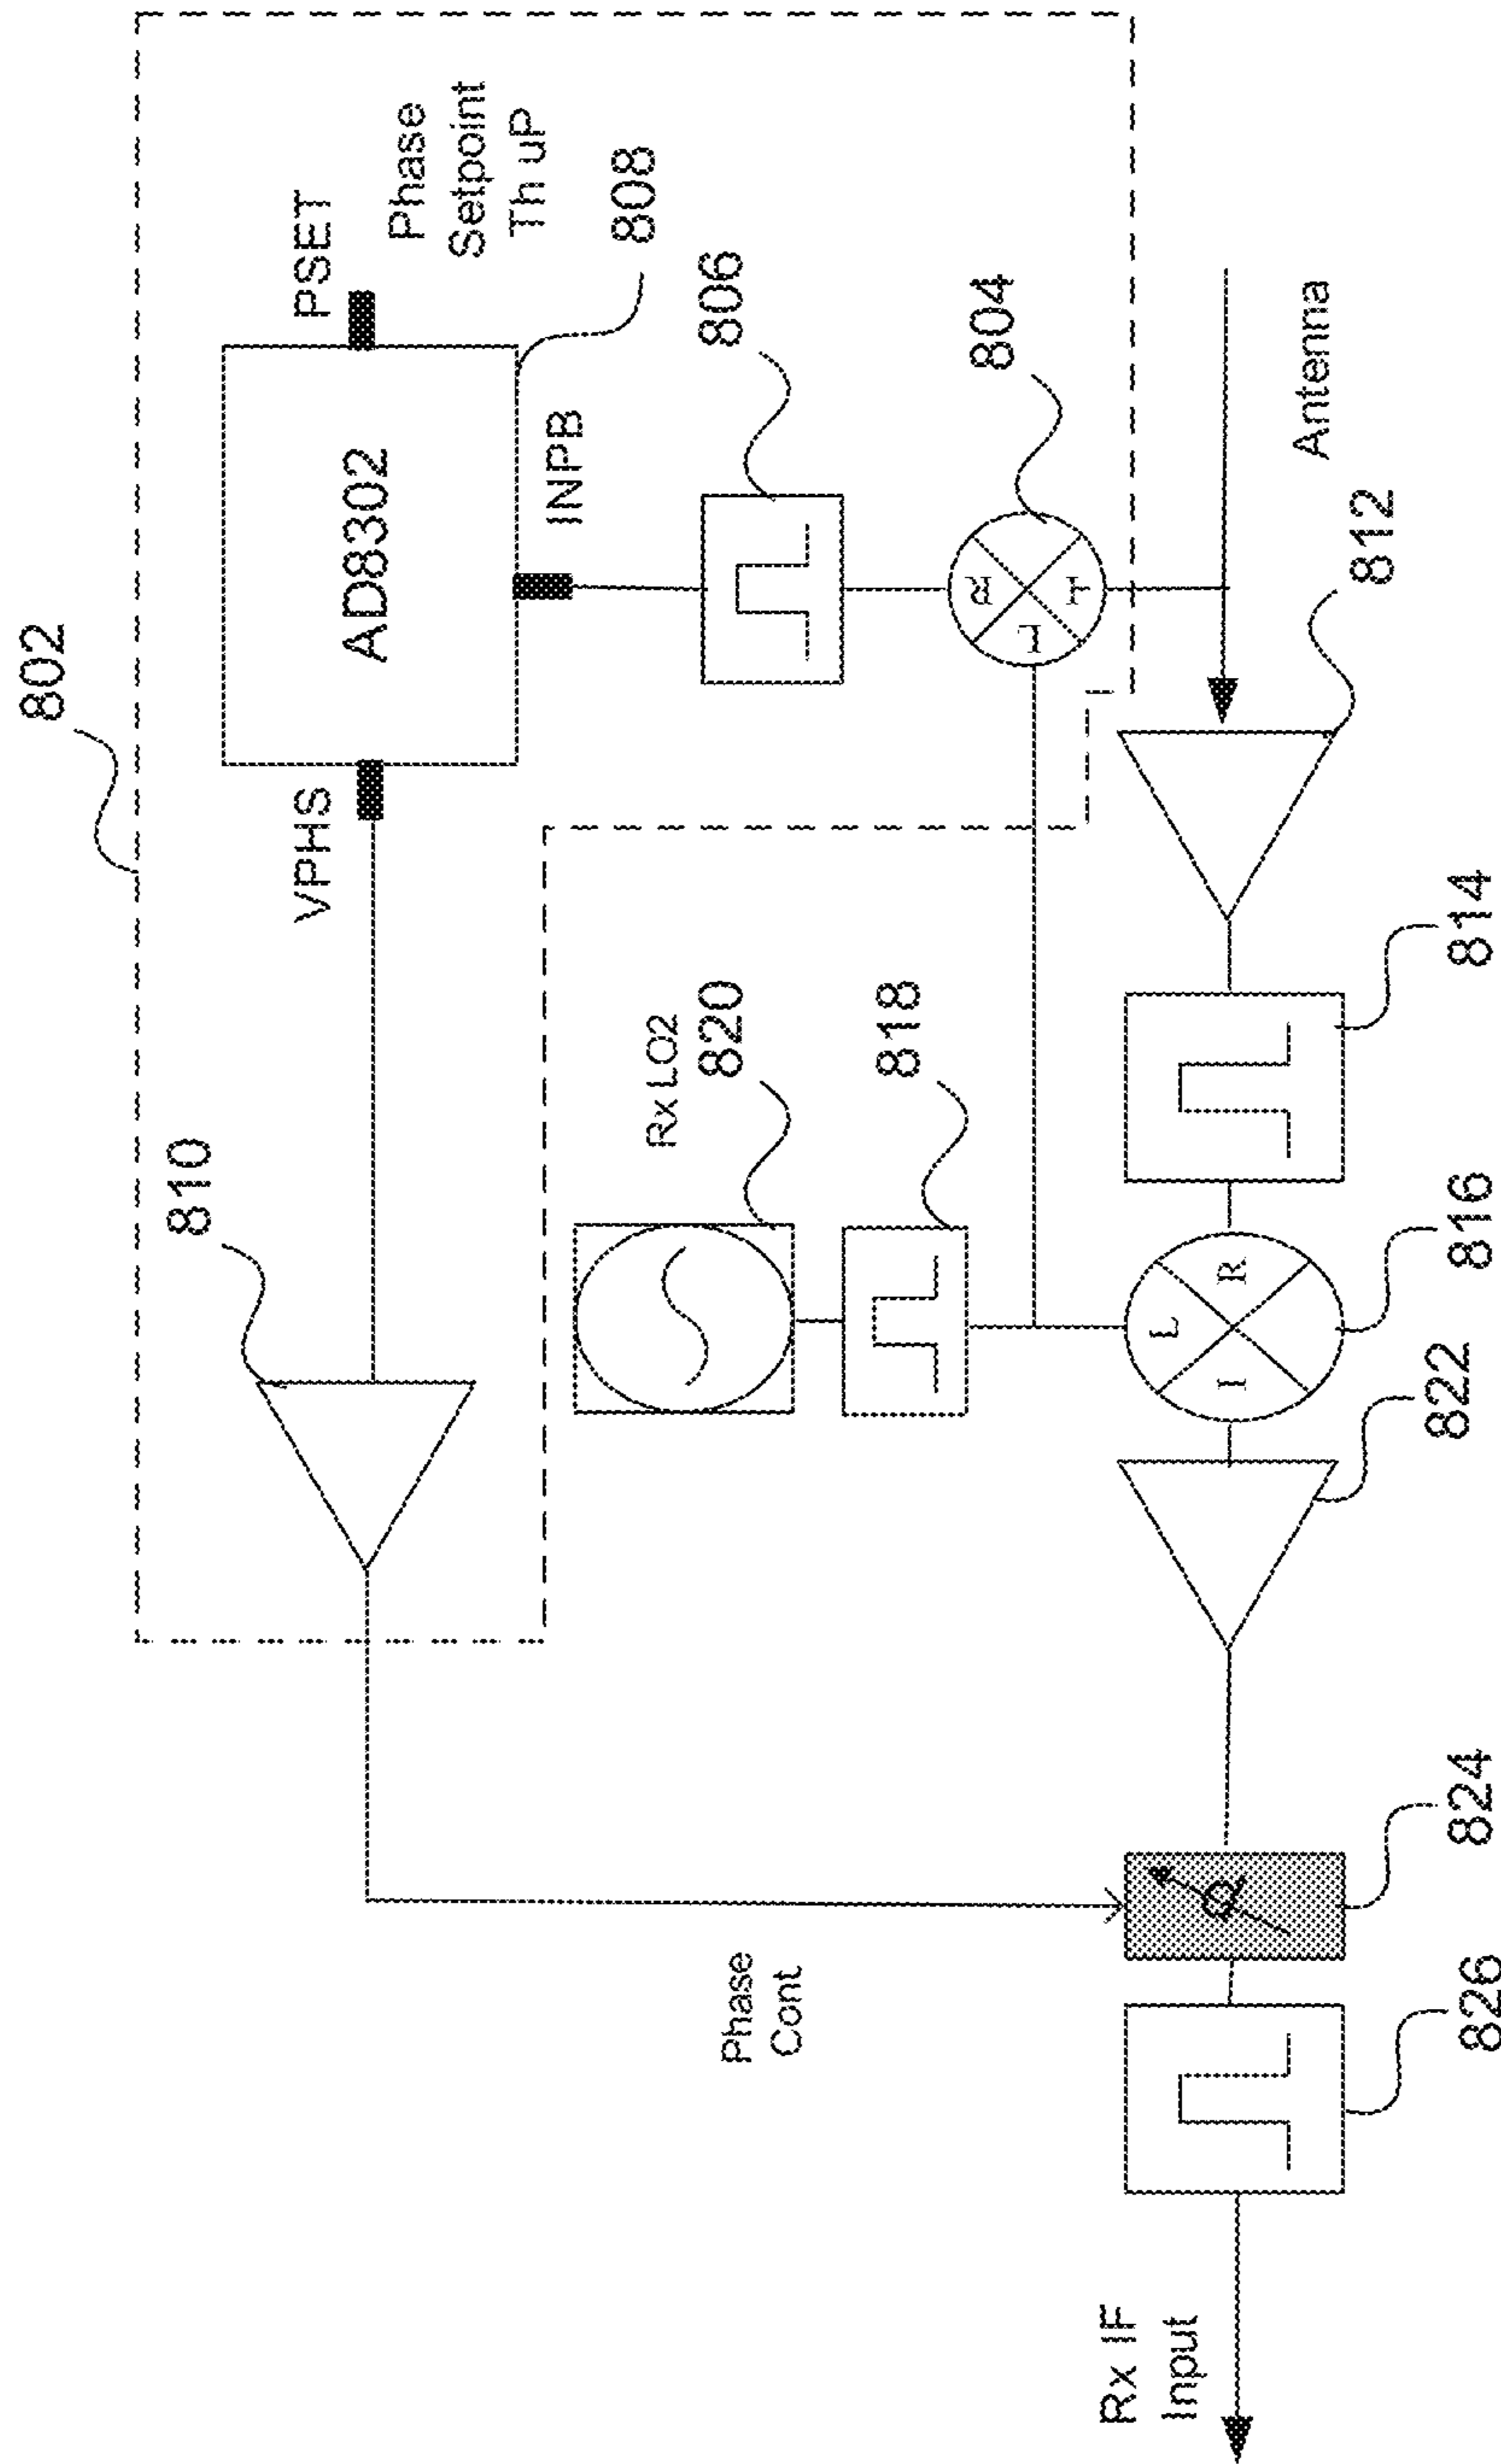 802
810
VPHS
PSET
AD8302
Phase
Setpoint
Th uP
INPB
808
Rx LO2
820
806
Phase
Cont
818
804
R
L
I
Rx IF
Input
L
I
R
Antenna
812
822
826
824
816
814